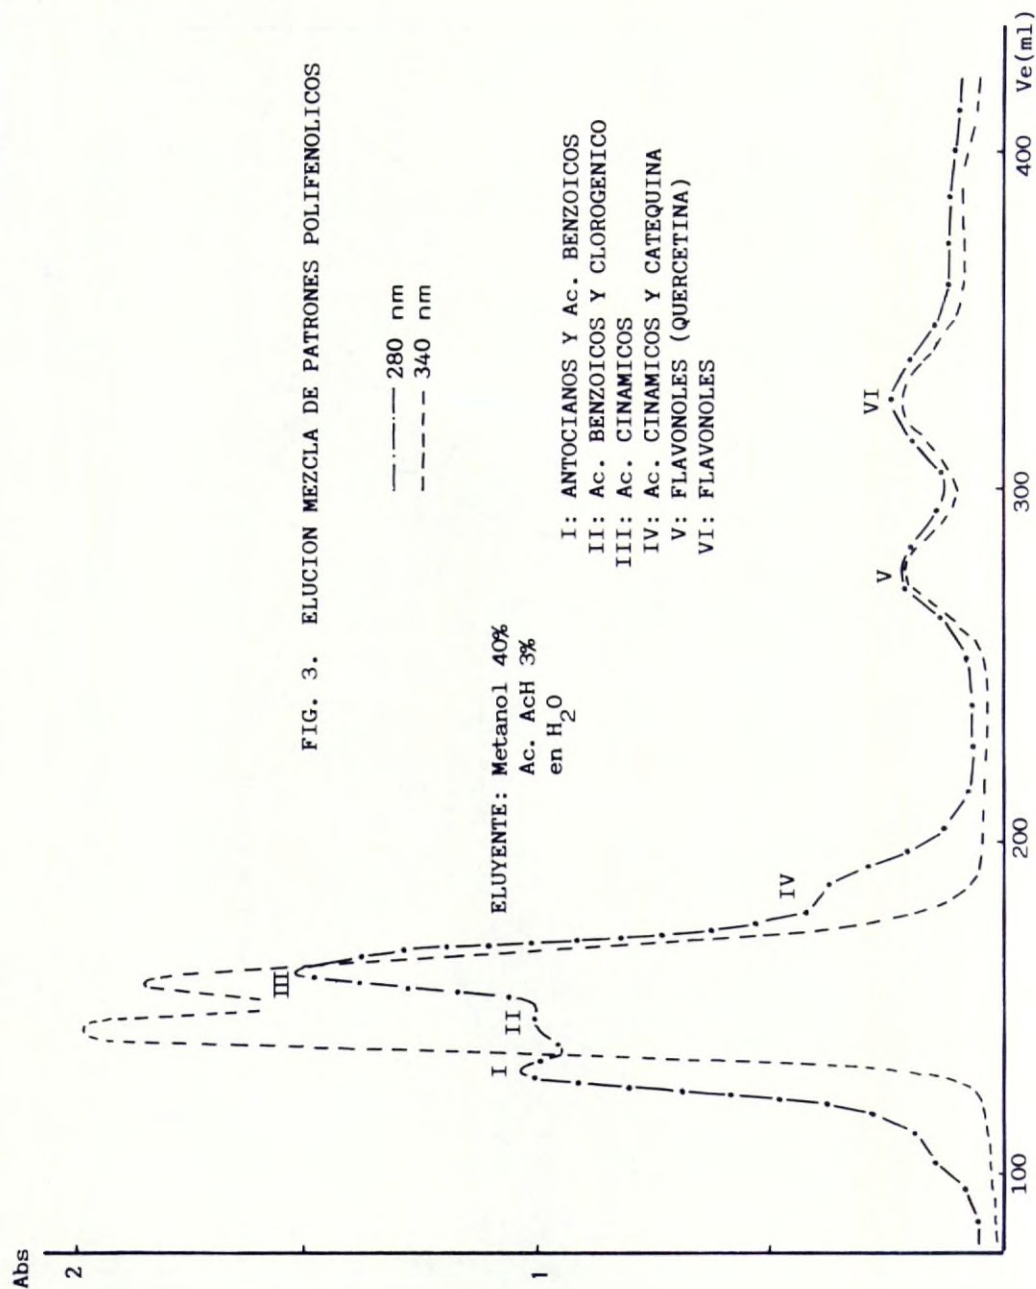 Abs
2
1
FIG. 3. ELUCION MEZCLA DE PATRONES POLIFENOLICOS
280 nm
340 nm
ELUYENTE: Metanol 40%
Ac. AcH 3%
en H₂O
I: ANTOCIANOS Y Ac. BENZOICOS
II: Ac. BENZOICOS Y CLOROGENICO
III: Ac. CINAMICOS
IV: Ac. CINAMICOS Y CATEQUINA
V: FLAVONOLES (QUERCETINA)
VI: FLAVONOLES
I
II
III
IV
V
VI
100
200
300
400
Ve(ml)